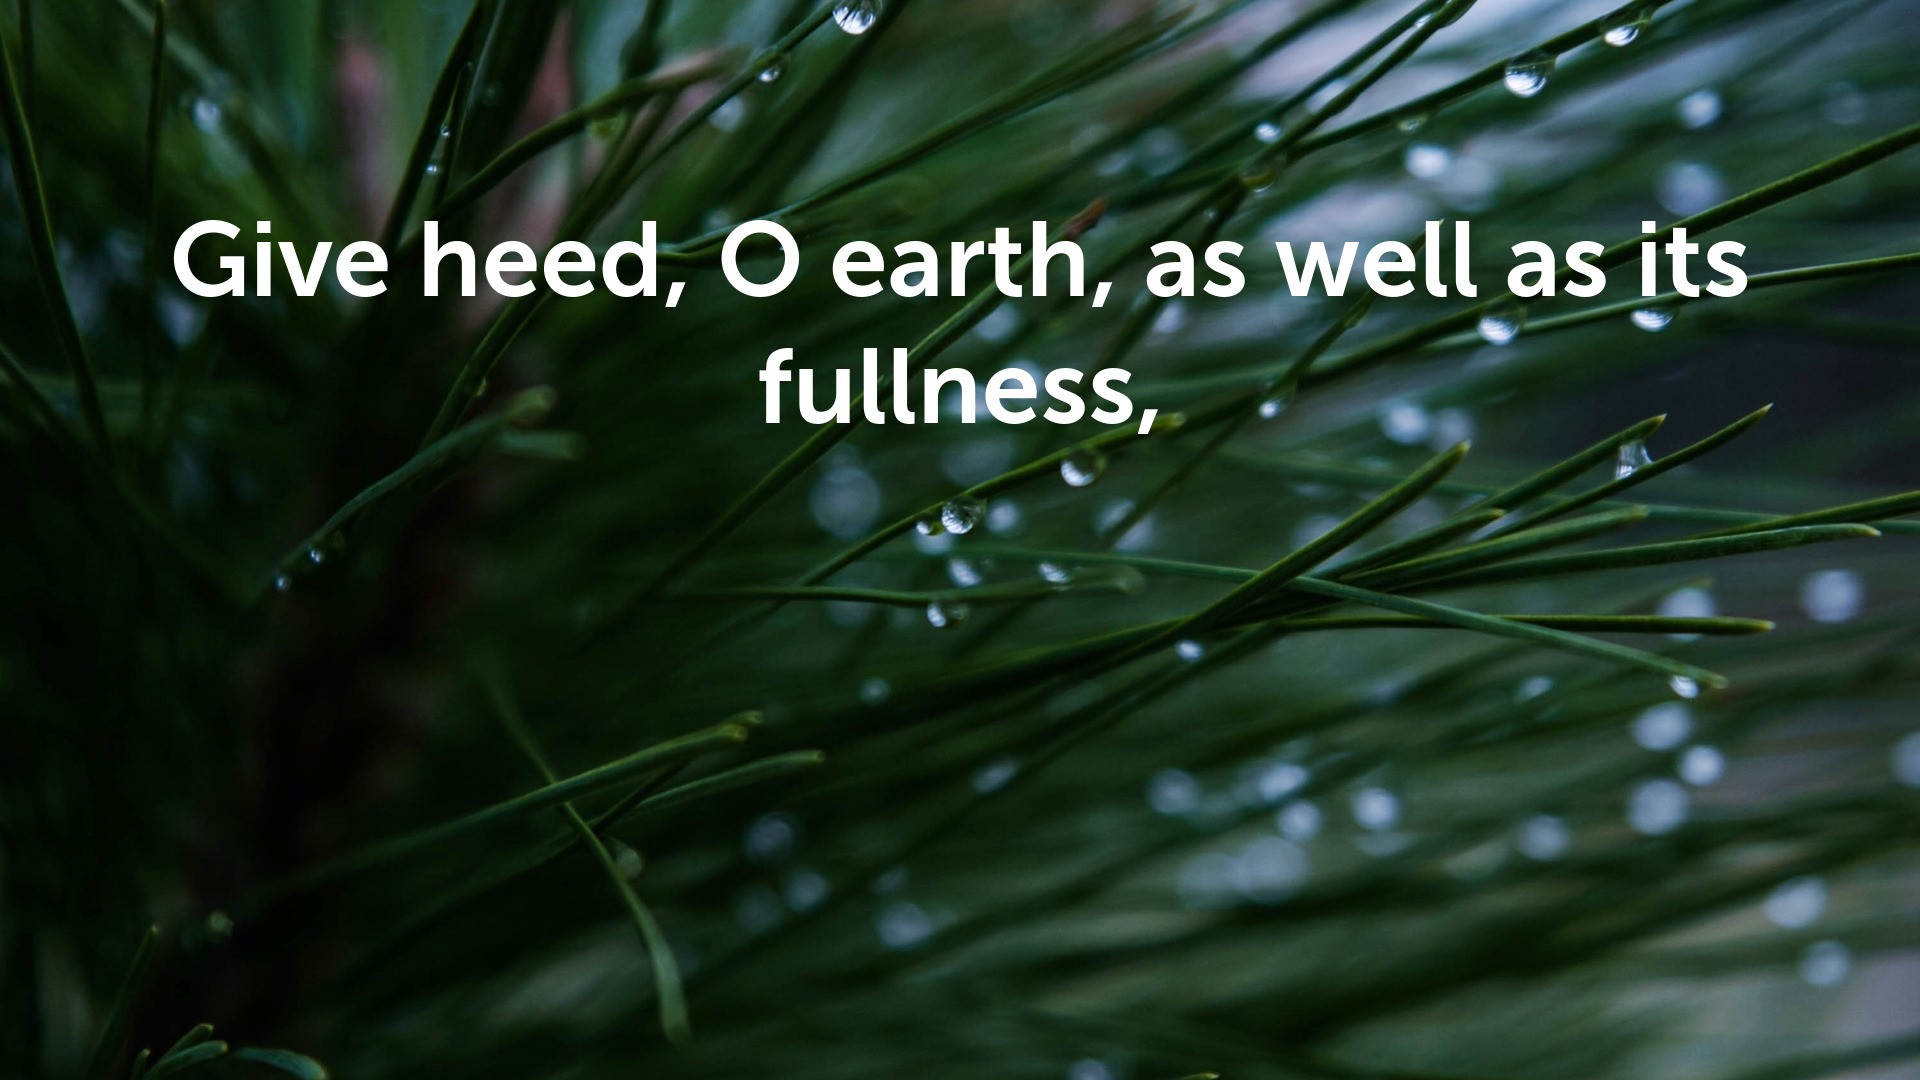 Give heed, O earth, as well as its
fullness,